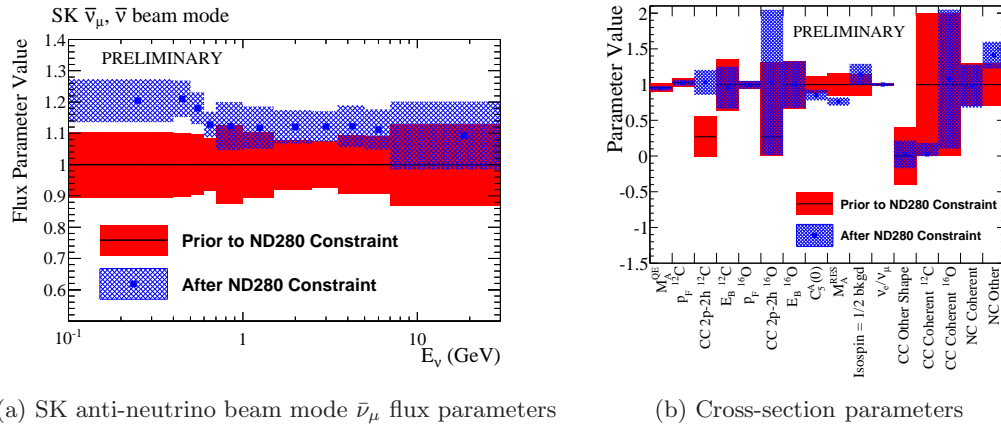 SK ν̄μ, ν̄ beam mode
Flux Parameter Value
1.4
1.3
1.2
1.1
1
0.9
0.8
0.7
0.6
PRELIMINARY
Prior to ND280 Constraint
After ND280 Constraint
10⁻¹
1
10
Eν (GeV)
(a) SK anti-neutrino beam mode ν̄μ flux parameters
Parameter Value
2
1.5
1
0.5
0
-0.5
-1
-1.5
PRELIMINARY
Prior to ND280 Constraint
After ND280 Constraint
M_A^QE
p_F ¹²C
CC 2p-2h ¹²C
E_B ¹²C
p_F ¹⁶O
CC 2p-2h ¹⁶O
E_B ¹⁶O
C_5^A(0)
M_A^RES
Isospin = 1/2 bkgd
νe/νμ
CC Other Shape
CC Coherent ¹²C
CC Coherent ¹⁶O
NC Coherent
NC Other
(b) Cross-section parameters